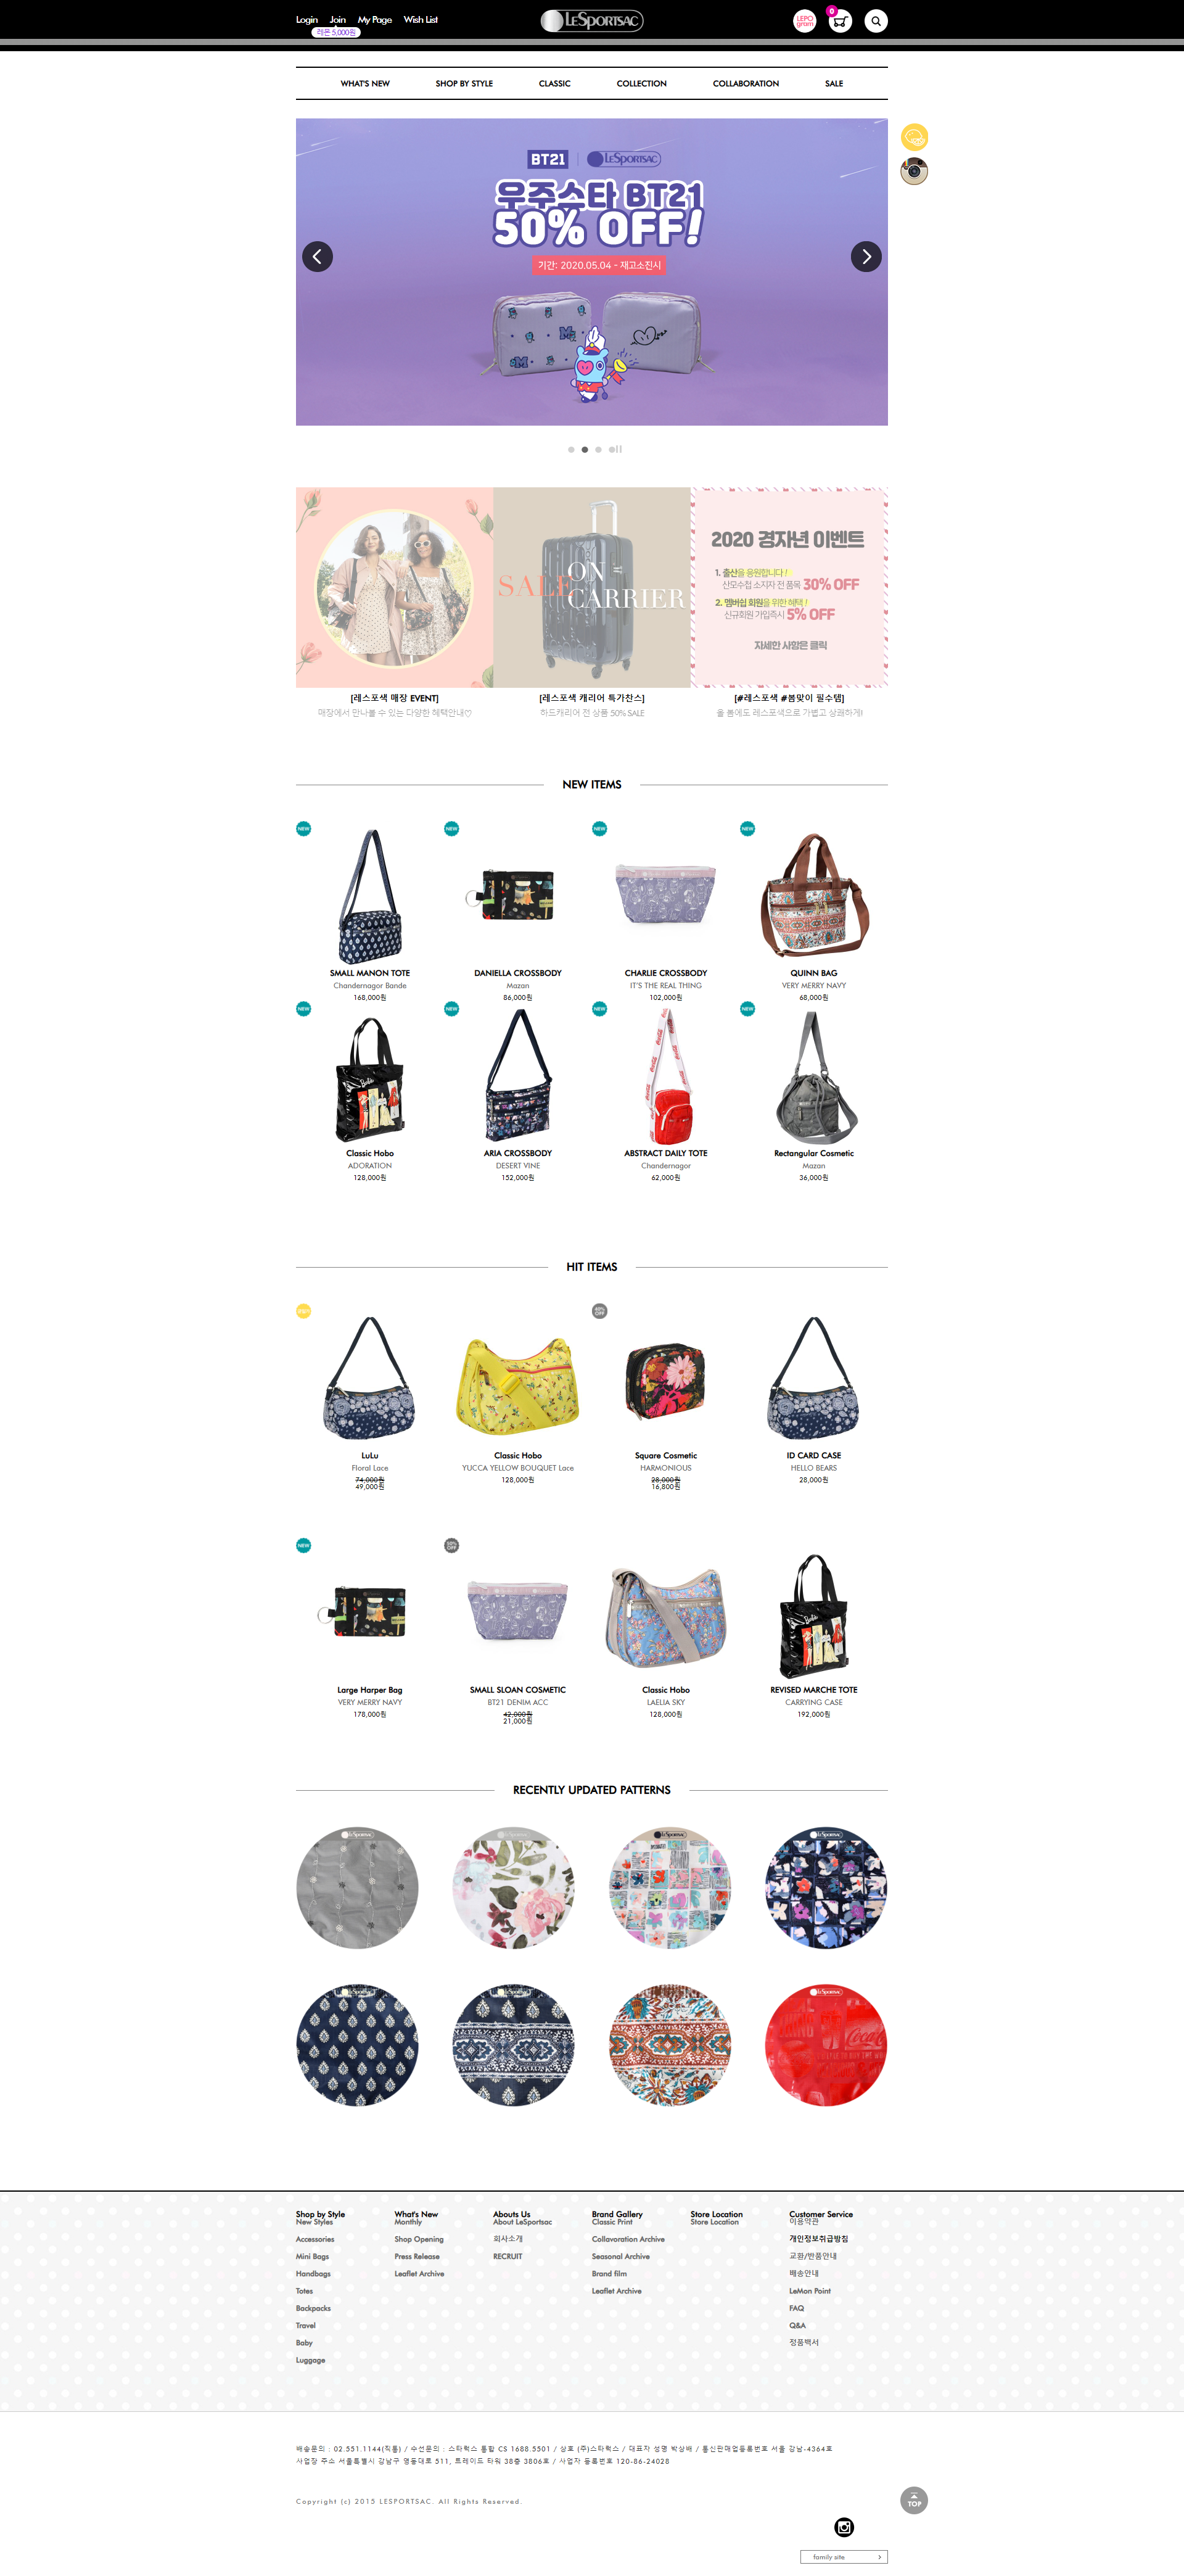 Login Join My Page Wish List
레몬 5,000원
LESPORTSAC
LEPO
gram
0
WHAT'S NEW SHOP BY STYLE CLASSIC COLLECTION COLLABORATION SALE
BT21 LESPORTSAC
우주스타 BT21
50% OFF!
기간: 2020.05.04 - 재고소진시
SALE ON
CARRIER
2020 경자년 이벤트
1. 출산을 응원합니다!
산모수첩 소지자 전 품목 30% OFF
2. 멤버쉽 회원을 위한 혜택!
신규회원 가입즉시 5% OFF
자세한 사항은 클릭
[레스포색 매장 EVENT] [레스포색 캐리어 특가찬스] [#레스포색 #봄맞이 필수템]
매장에서 만나볼 수 있는 다양한 혜택안내♡ 하드캐리어 전 상품 50% SALE 올 봄에도 레스포색으로 가볍고 상쾌하게!
NEW ITEMS
NEW NEW NEW NEW
SMALL MANON TOTE DANIELLA CROSSBODY CHARLIE CROSSBODY QUINN BAG
Chandernagor Bande Mazan IT'S THE REAL THING VERY MERRY NAVY
168,000원 86,000원 102,000원 68,000원
NEW NEW NEW NEW
Barbie
Classic Hobo ARIA CROSSBODY ABSTRACT DAILY TOTE Rectangular Cosmetic
ADORATION DESERT VINE Chandernagor Mazan
128,000원 152,000원 62,000원 36,000원
HIT ITEMS
LuLu Classic Hobo Square Cosmetic ID CARD CASE
Floral Lace YUCCA YELLOW BOUQUET Lace HARMONIOUS HELLO BEARS
74,000원 128,000원 28,000원 28,000원
49,000원 16,800원
NEW 50% OFF
Barbie
Large Harper Bag SMALL SLOAN COSMETIC Classic Hobo REVISED MARCHE TOTE
VERY MERRY NAVY BT21 DENIM ACC LAELIA SKY CARRYING CASE
178,000원 42,000원 128,000원 192,000원
21,000원
RECENTLY UPDATED PATTERNS
LeSportsac LeSportsac LeSportsac LeSportsac
LeSportsac LeSportsac LeSportsac
Shop by Style What's New Abouts Us Brand Gallery Store Location Customer Service
New Styles Monthly About LeSportsac Classic Print Store Location 이용약관
Accessories Shop Opening 회사소개 Collavoration Archive 개인정보취급방침
Mini Bags Press Release RECRUIT Seasonal Archive 교환/반품안내
Handbags Leaflet Archive Brand film 배송안내
Totes Leaflet Archive LeMon Point
Backpacks FAQ
Travel Q&A
Baby 정품백서
Luggage
배송문의 : 02.551.1144(직통) / 수선문의 : 스타럭스 통합 CS 1688.5501 / 상호 (주)스타럭스 / 대표자 성명 박상배 / 통신판매업등록번호 서울 강남-4364호
사업장 주소 서울특별시 강남구 영동대로 511, 트레이드 타워 38층 3806호 / 사업자 등록번호 120-86-24028
Copyright (c) 2015 LESPORTSAC. All Rights Reserved.
TOP
family site